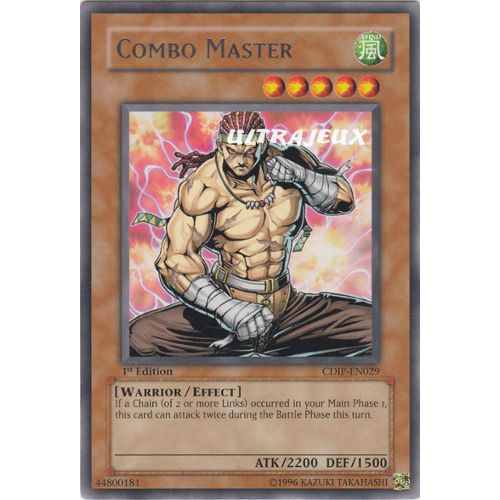 COMBO MASTER
WIND
風
ULTRAJEUX
1st Edition
CDIP-EN029
[WARRIOR/EFFECT]
If a Chain (of 2 or more Links) occurred in your Main Phase 1,
this card can attack twice during the Battle Phase this turn.
ATK/2200 DEF/1500
44800181
©1996 KAZUKI TAKAHASHI